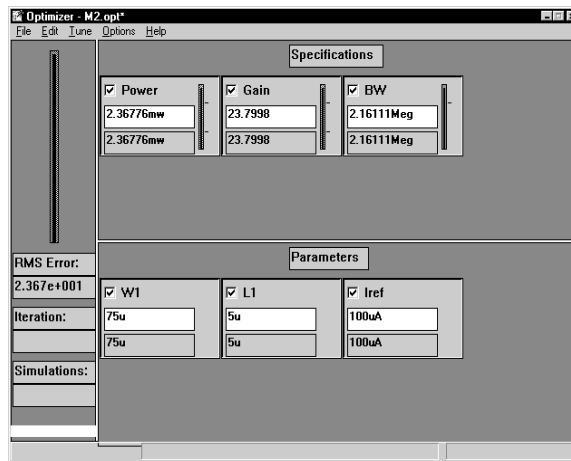 Optimizer - M2.opt*
File Edit Tune Options Help
Specifications
Power Gain BW
2.36776mw 23.7998 2.16111Meg
2.36776mw 23.7998 2.16111Meg
RMS Error:
2.367e+001
Iteration:
Simulations:
Parameters
W1 L1 Iref
75u 5u 100uA
75u 5u 100uA